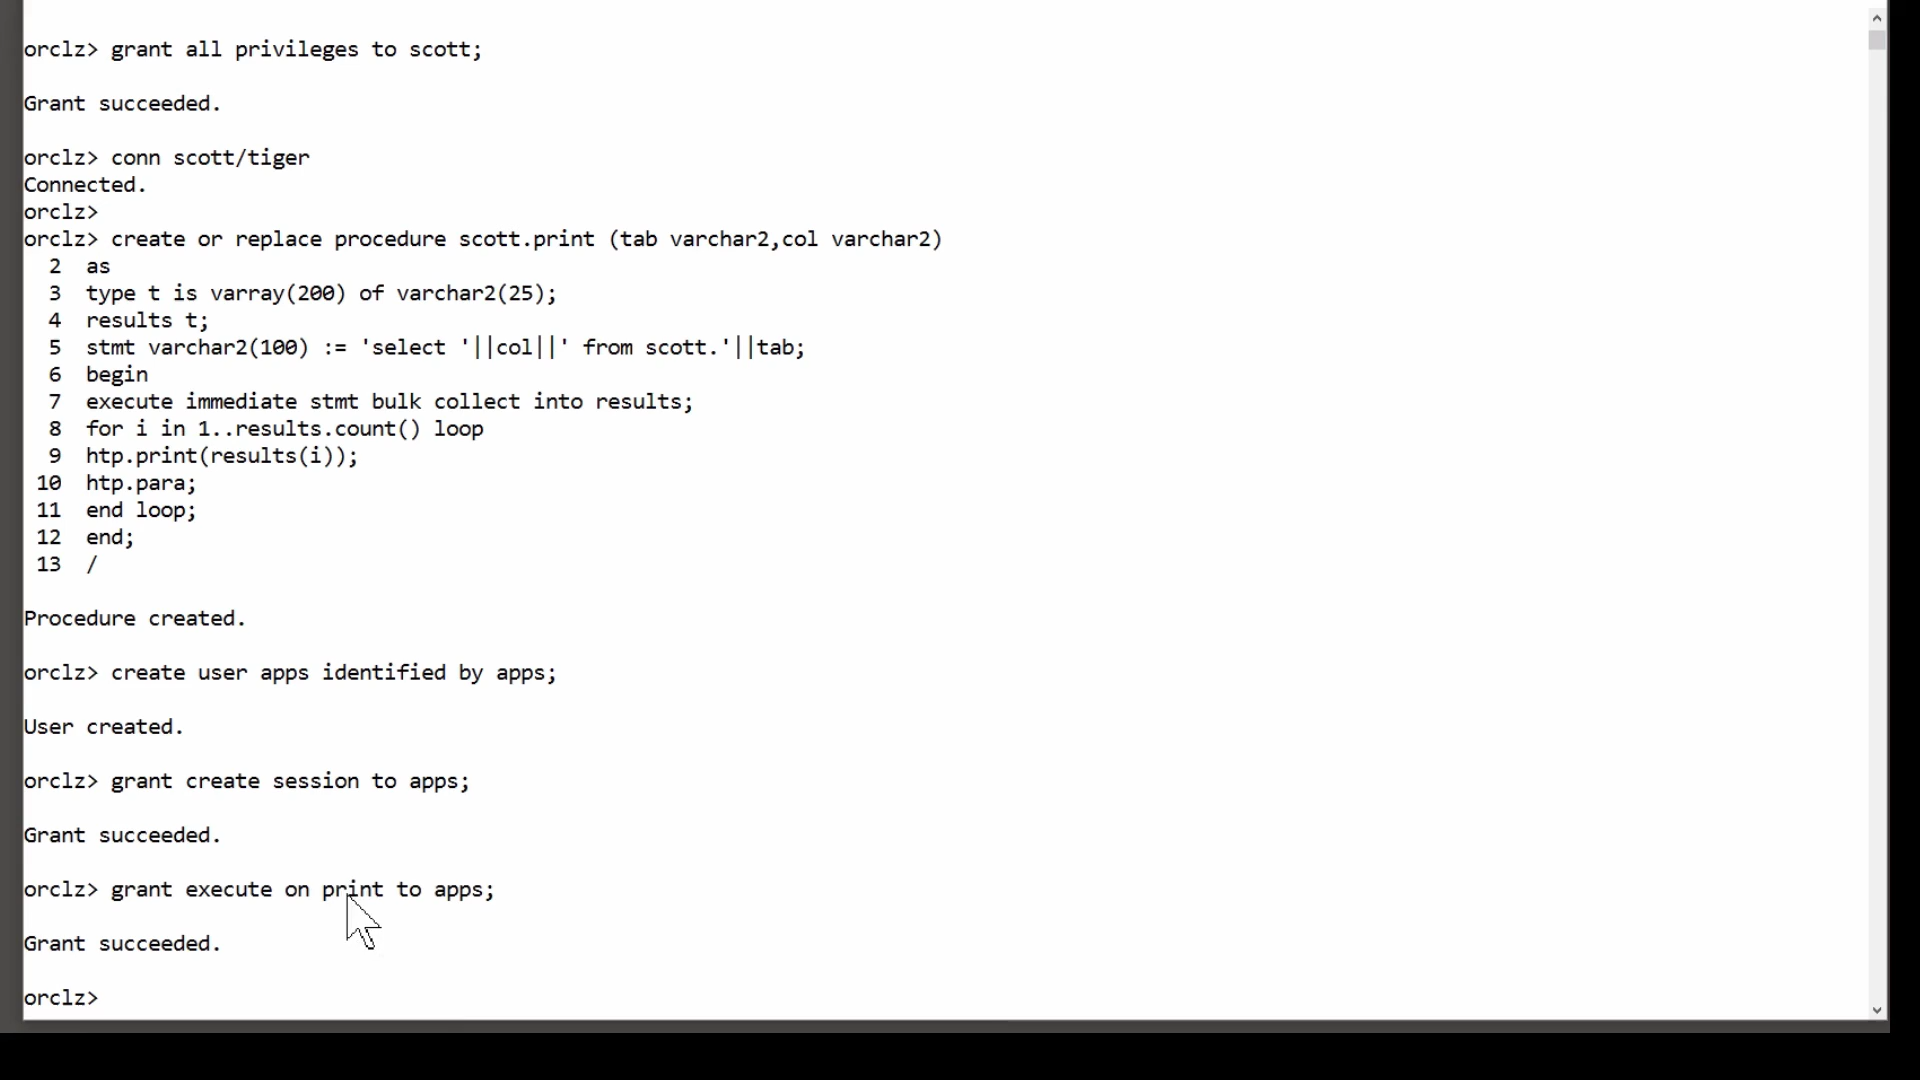 orclz> grant all privileges to scott;
Grant succeeded.
orclz> conn scott/tiger
Connected.
orclz>
orclz> create or replace procedure scott.print (tab varchar2,col varchar2)
2 as
3 type t is varray(200) of varchar2(25);
4 results t;
5 stmt varchar2(100) := 'select '||col||' from scott.'||tab;
6 begin
7 execute immediate stmt bulk collect into results;
8 for i in 1..results.count() loop
9 htp.print(results(i));
10 htp.para;
11 end loop;
12 end;
13 /
Procedure created.
orclz> create user apps identified by apps;
User created.
orclz> grant create session to apps;
Grant succeeded.
orclz> grant execute on print to apps;
Grant succeeded.
orclz>